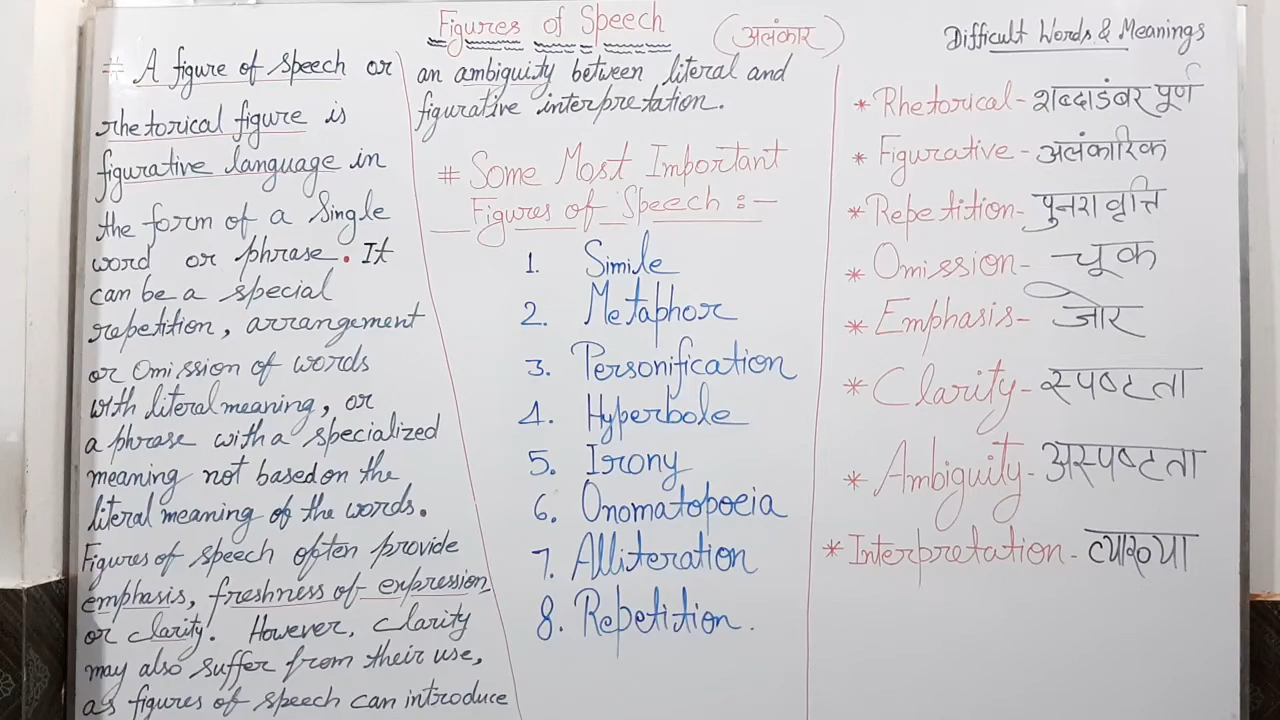 Figures of Speech (अलंकार)
# A figure of speech or
rhetorical figure is
figurative language in
the form of a single
word or phrase. It
can be a special
repetition, arrangement
or omission of words
with literal meaning, or
a phrase with a specialized
meaning not based on the
literal meaning of the words.
Figures of speech often provide
emphasis, freshness of expression,
or clarity. However, clarity
may also suffer from their use,
as figures of speech can introduce
an ambiguity between literal and
figurative interpretation.
# Some Most Important
Figures of Speech :-
1. Simile
2. Metaphor
3. Personification
4. Hyperbole
5. Irony
6. Onomatopoeia
7. Alliteration
8. Repetition.
Difficult Words & Meanings
* Rhetorical - शब्दाडंबर पूर्ण
* Figurative - अलंकारिक
* Repetition - पुनरावृत्ति
* Omission - चूक
* Emphasis - जोर
* Clarity - स्पष्टता
* Ambiguity - अस्पष्टता
* Interpretation - व्याख्या